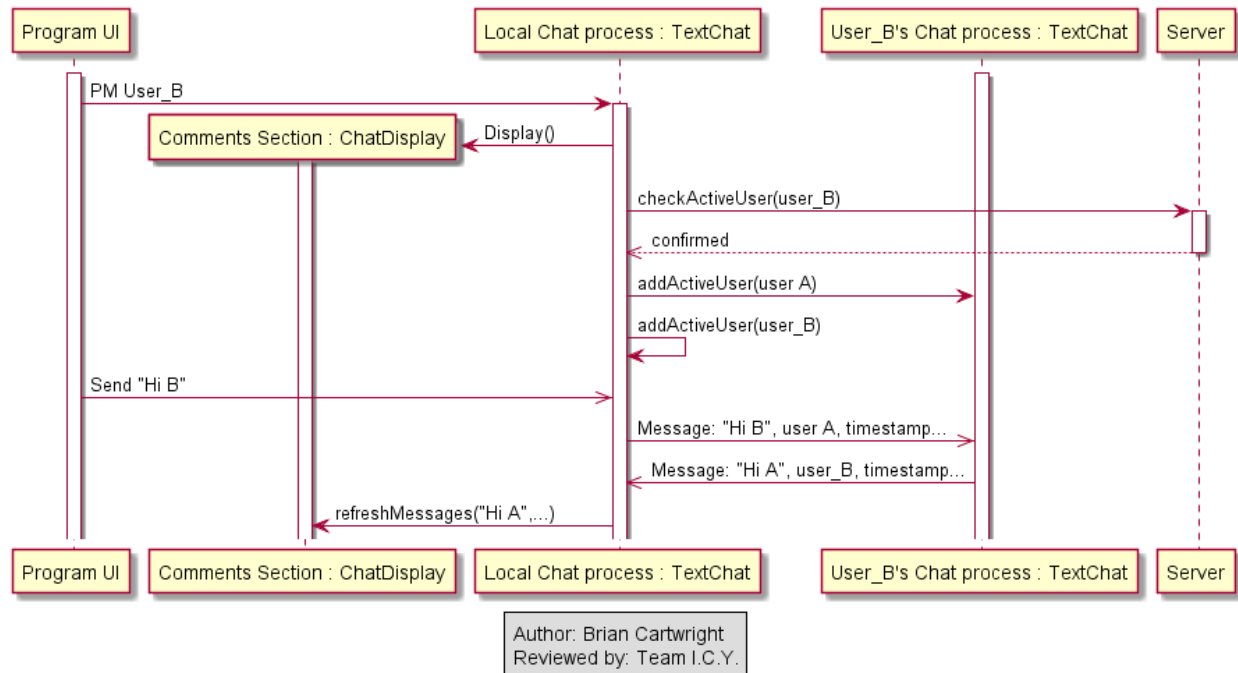 Program UI
Local Chat process : TextChat
User_B's Chat process : TextChat
Server
PM User_B
Comments Section : ChatDisplay
Display()
checkActiveUser(user_B)
confirmed
addActiveUser(user A)
addActiveUser(user_B)
Send "Hi B"
Message: "Hi B", user A, timestamp...
Message: "Hi A", user_B, timestamp...
refreshMessages("Hi A",...)
Program UI
Comments Section : ChatDisplay
Local Chat process : TextChat
User_B's Chat process : TextChat
Server
Author: Brian Cartwright
Reviewed by: Team I.C.Y.